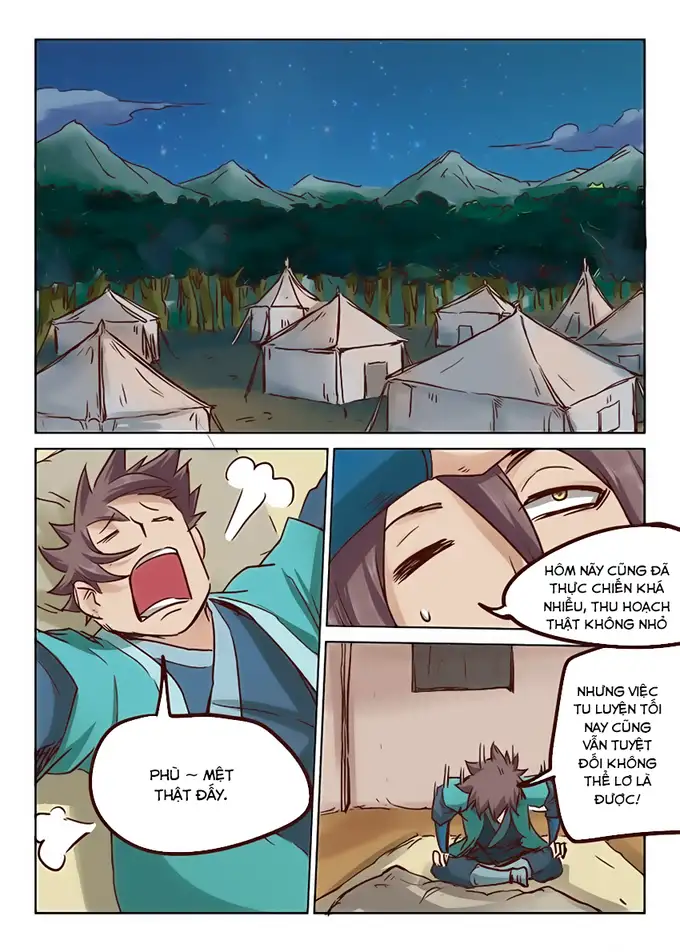 PHÙ ~ MỆT
THẬT ĐẤY.
HÔM NÃY CŨNG ĐÃ
THỰC CHIẾN KHÁ
NHIỀU, THU HOẠCH
THẬT KHÔNG NHỎ
NHƯNG VIỆC
TU LUYỆN TỐI
NAY CŨNG
VẪN TUYỆT
ĐỐI KHÔNG
THỂ LƠ LÀ
ĐƯỢC!